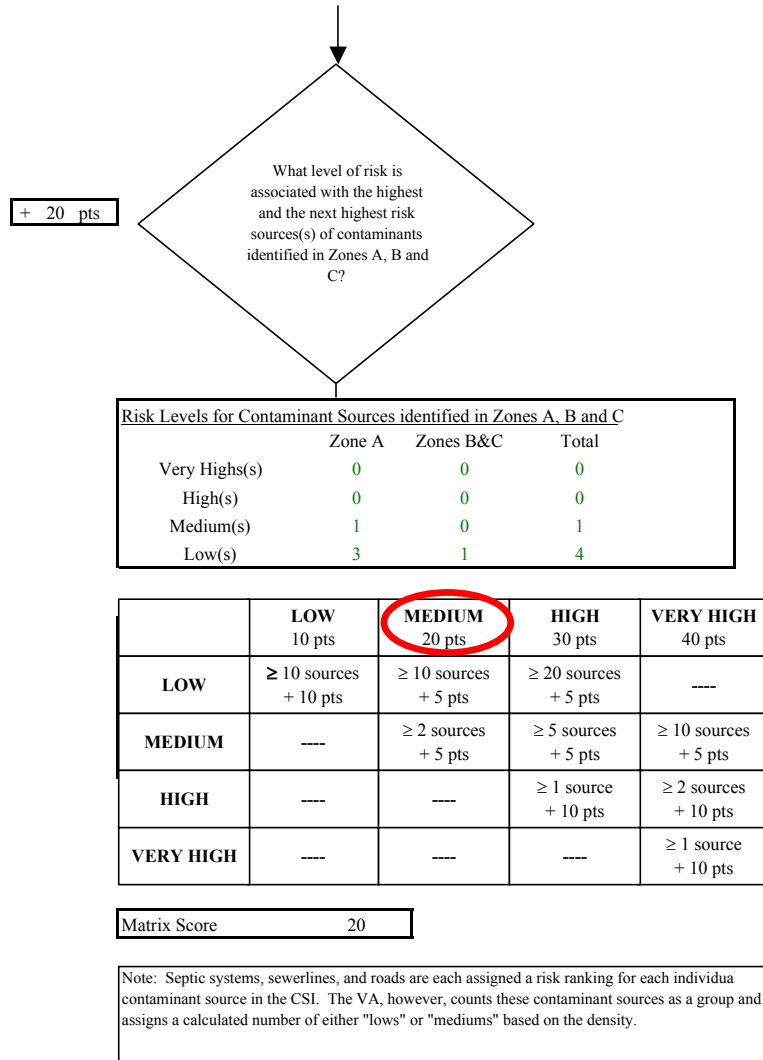 What level of risk is
associated with the highest
and the next highest risk
sources(s) of contaminants
identified in Zones A, B and
C?
+ 20 pts
Risk Levels for Contaminant Sources identified in Zones A, B and C
Zone A Zones B&C Total
Very Highs(s) 0 0 0
High(s) 0 0 0
Medium(s) 1 0 1
Low(s) 3 1 4
LOW MEDIUM HIGH VERY HIGH
10 pts 20 pts 30 pts 40 pts
LOW ≥ 10 sources ≥ 10 sources ≥ 20 sources ----
+ 10 pts + 5 pts + 5 pts
MEDIUM ---- ≥ 2 sources ≥ 5 sources ≥ 10 sources
+ 5 pts + 5 pts + 5 pts
HIGH ---- ---- ≥ 1 source ≥ 2 sources
+ 10 pts + 10 pts
VERY HIGH ---- ---- ---- ≥ 1 source
+ 10 pts
Matrix Score 20
Note: Septic systems, sewerlines, and roads are each assigned a risk ranking for each individua
contaminant source in the CSI. The VA, however, counts these contaminant sources as a group and
assigns a calculated number of either "lows" or "mediums" based on the density.